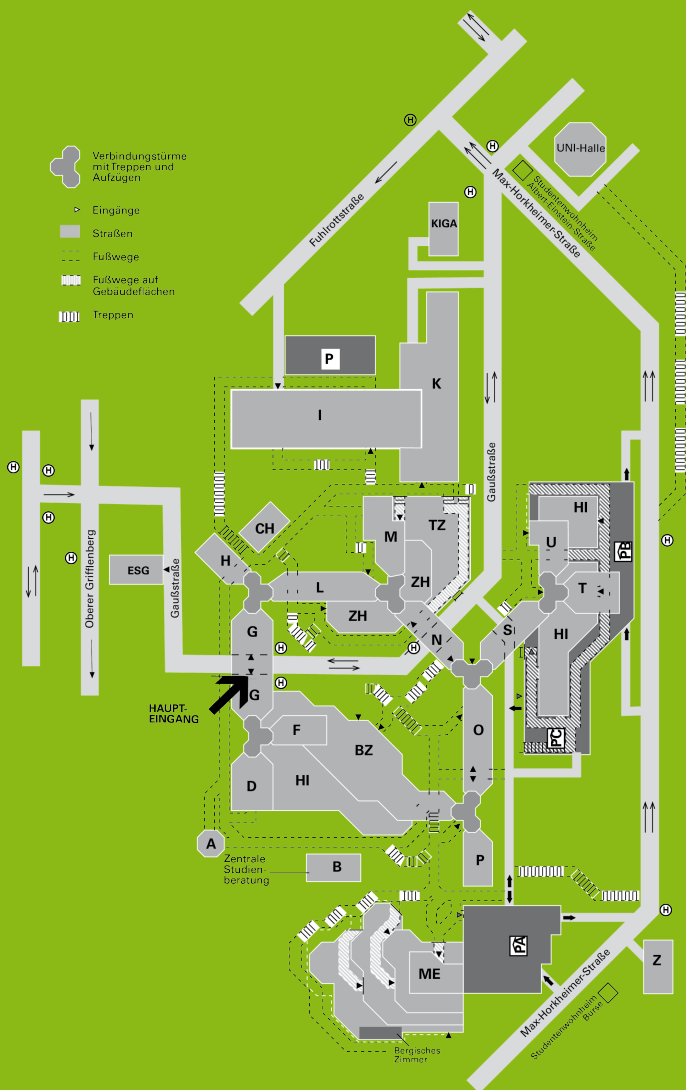 H
H
UNI-Halle
Verbindungstürme
mit Treppen und
Aufzügen
Studentenwohnheim
Albert-Einstein-Straße
H
Eingänge
Max-Horkheimer-Straße
Straßen
Fuhlrottstraße
KIGA
Fußwege
Fußwege auf
Gebäudeflächen
Treppen
P
K
I
H
H
Gaußstraße
HI
H
CH
M
TZ
U
PB
H
Oberer Grifflenberg
H
H
ESG
Gaußstraße
L
ZH
T
ZH
G
N
S
HI
H
H
G
H
HAUPT-
EINGANG
F
O
BZ
PC
D
HI
A
Zentrale
Studien-
beratung
B
P
H
PA
ME
Z
Max-Horkheimer-Straße
Studentenwohnheim
Burse
Bergisches
Zimmer